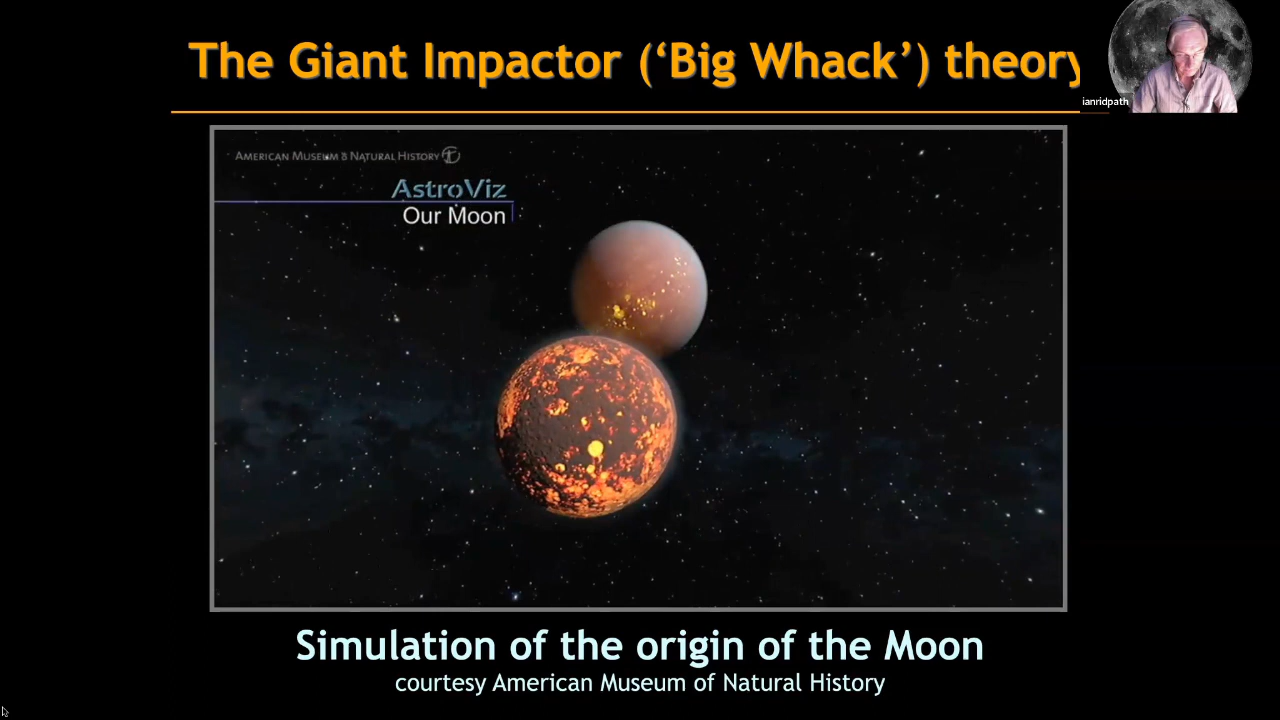 The Giant Impactor (‘Big Whack’) theory
ianridpath
AMERICAN MUSEUM & NATURAL HISTORY
AstroViz
Our Moon
Simulation of the origin of the Moon
courtesy American Museum of Natural History